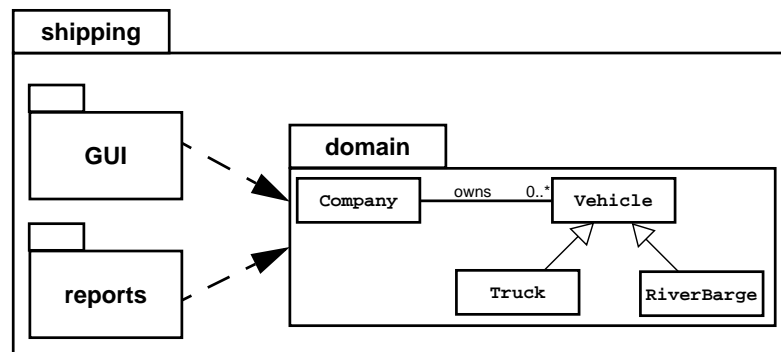 shipping
GUI
domain
Company owns 0..* Vehicle
reports
Truck RiverBarge